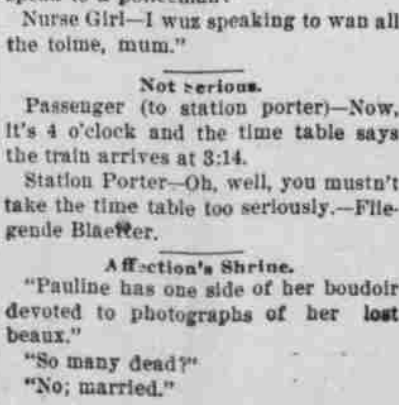 speak to a policeman?
Nurse Girl—I wuz speaking to wan all
the toime, mum."
Not Serious.
Passenger (to station porter)—Now,
it's 4 o'clock and the time table says
the train arrives at 3:14.
Station Porter—Oh, well, you mustn't
take the time table too seriously.—Flie-
gende Blaetter.
Affection's Shrine.
"Pauline has one side of her boudoir
devoted to photographs of her lost
beaux."
"So many dead?"
"No; married."